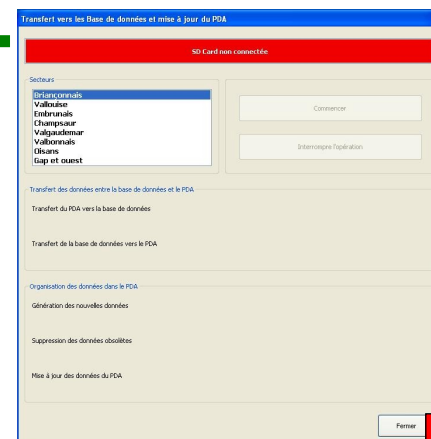 Transfert vers les Base de données et mise à jour du PDA
SD Card non connectée
Secteurs
Briançonnais
Vallouise
Embrunais
Champsaur
Valgaudemar
Valbonnais
Oisans
Gap et ouest
Commencer
Interrompre l'opération
Transfert des données entre la base de données et le PDA
Transfert du PDA vers la base de données
Transfert de la base de données vers le PDA
Organisation des données dans le PDA
Génération des nouvelles données
Suppression des données obsolètes
Mise à jour des données du PDA
Fermer